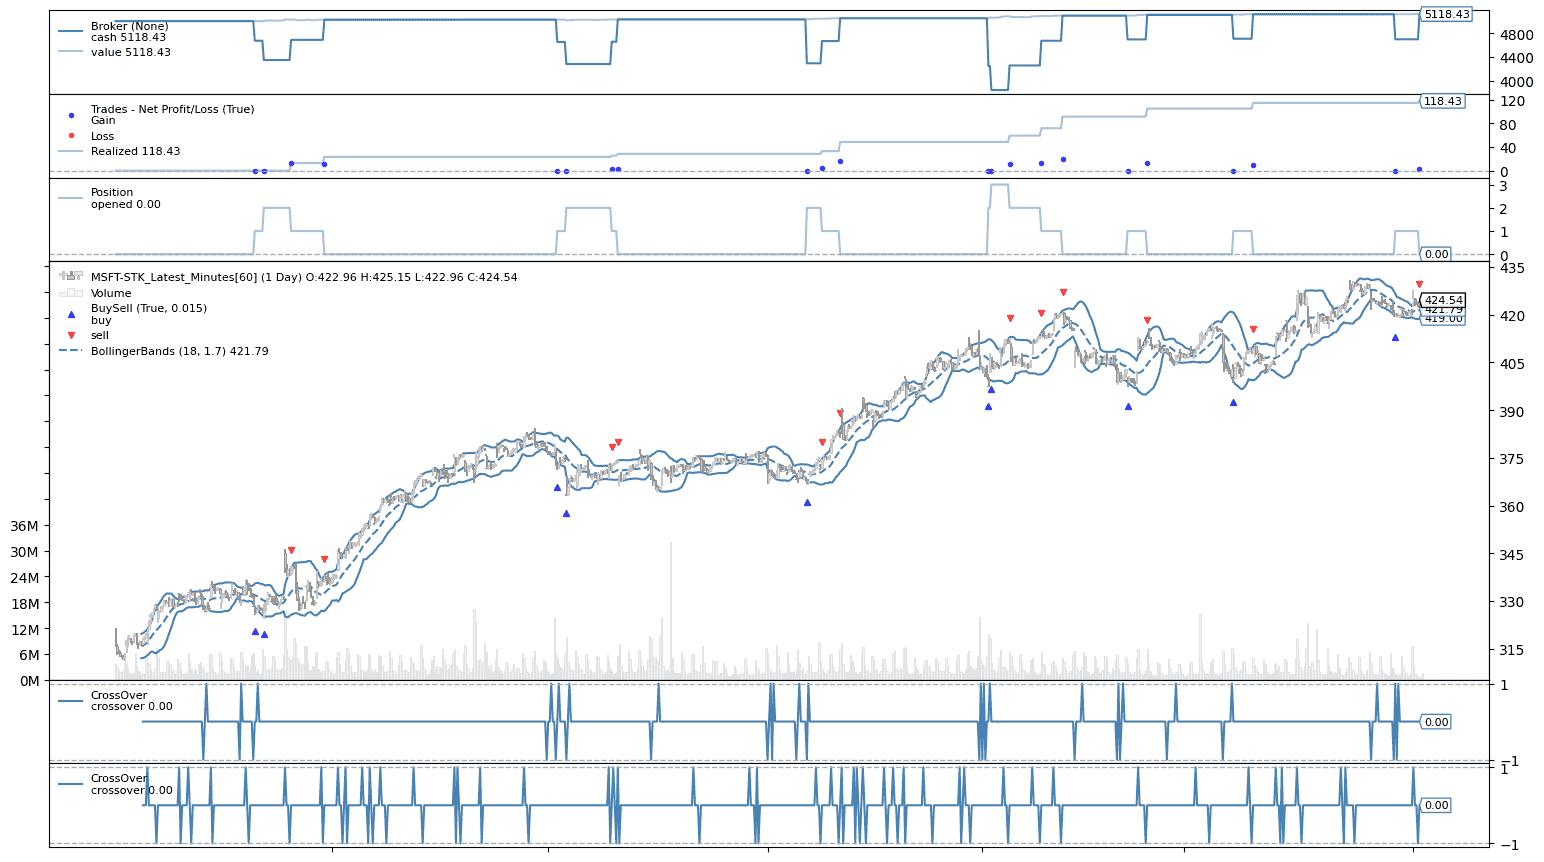 Broker (None)
cash 5118.43
value 5118.43
5118.43
4800
4400
4000
Trades - Net Profit/Loss (True)
Gain
Loss
Realized 118.43
118.43
120
80
40
0
Position
opened 0.00
3
2
1
0
0.00
MSFT-STK_Latest_Minutes[60] (1 Day) O:422.96 H:425.15 L:422.96 C:424.54
Volume
BuySell (True, 0.015)
buy
sell
BollingerBands (18, 1.7) 421.79
424.54
421.79
419.00
435
420
405
390
375
360
345
330
315
36M
30M
24M
18M
12M
6M
0M
CrossOver
crossover 0.00
1
0.00
−1
CrossOver
crossover 0.00
1
0.00
−1